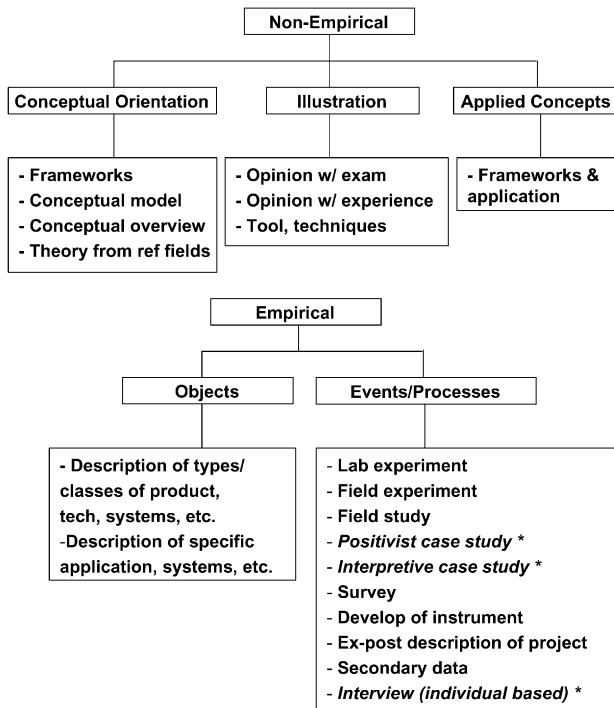 Non-Empirical
Conceptual Orientation
- Frameworks
- Conceptual model
- Conceptual overview
- Theory from ref fields
Illustration
- Opinion w/ exam
- Opinion w/ experience
- Tool, techniques
Applied Concepts
- Frameworks &
application
Empirical
Objects
- Description of types/
classes of product,
tech, systems, etc.
-Description of specific
application, systems, etc.
Events/Processes
- Lab experiment
- Field experiment
- Field study
- Positivist case study *
- Interpretive case study *
- Survey
- Develop of instrument
- Ex-post description of project
- Secondary data
- Interview (individual based) *